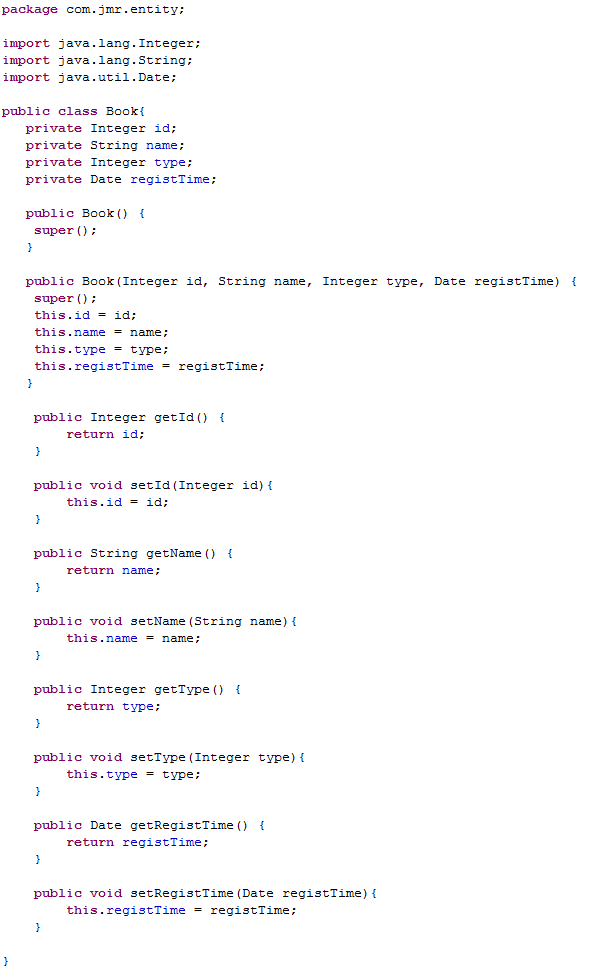 package com.jmr.entity;
import java.lang.Integer;
import java.lang.String;
import java.util.Date;
public class Book{
private Integer id;
private String name;
private Integer type;
private Date registTime;
public Book() {
super();
}
public Book(Integer id, String name, Integer type, Date registTime) {
super();
this.id = id;
this.name = name;
this.type = type;
this.registTime = registTime;
}
public Integer getId() {
return id;
}
public void setId(Integer id){
this.id = id;
}
public String getName() {
return name;
}
public void setName(String name){
this.name = name;
}
public Integer getType() {
return type;
}
public void setType(Integer type){
this.type = type;
}
public Date getRegistTime() {
return registTime;
}
public void setRegistTime(Date registTime){
this.registTime = registTime;
}
}